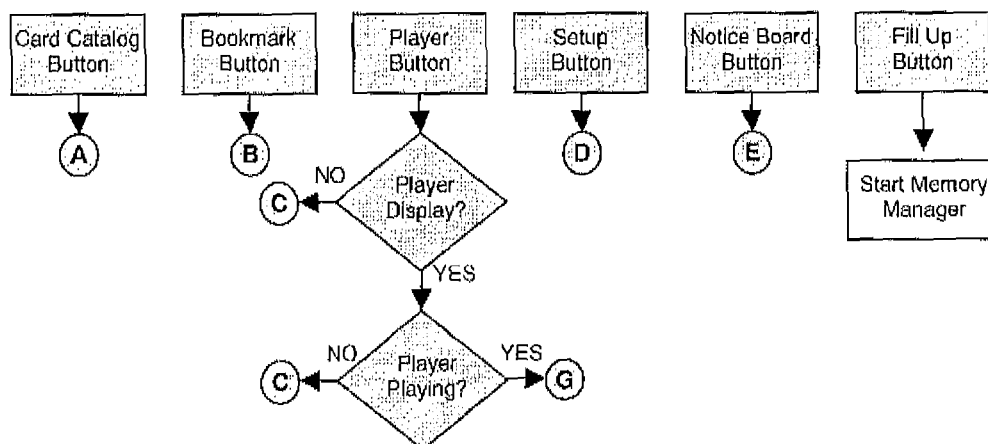 Card Catalog
Button
Bookmark
Button
Player
Button
Setup
Button
Notice Board
Button
Fill Up
Button
A
B
D
E
NO
Player
Display?
C
Start Memory
Manager
YES
NO
Player
Playing?
YES
C
G